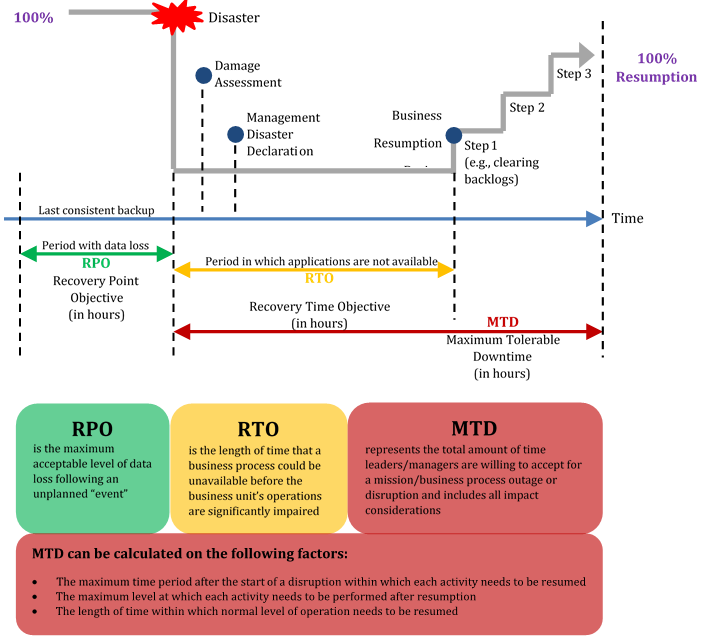 100%
Disaster
Damage
Assessment
Management
Disaster
Declaration
Business
Resumption
Step 1
(e.g., clearing
backlogs)
Step 2
Step 3
100%
Resumption
Last consistent backup
Time
Period with data loss
RPO
Recovery Point
Objective
(in hours)
Period in which applications are not available
RTO
Recovery Time Objective
(in hours)
MTD
Maximum Tolerable
Downtime
(in hours)
RPO
is the maximum
acceptable level of data
loss following an
unplanned “event”
RTO
is the length of time that a
business process could be
unavailable before the
business unit’s operations
are significantly impaired
MTD
represents the total amount of time
leaders/managers are willing to accept for
a mission/business process outage or
disruption and includes all impact
considerations
MTD can be calculated on the following factors:
• The maximum time period after the start of a disruption within which each activity needs to be resumed
• The maximum level at which each activity needs to be performed after resumption
• The length of time within which normal level of operation needs to be resumed